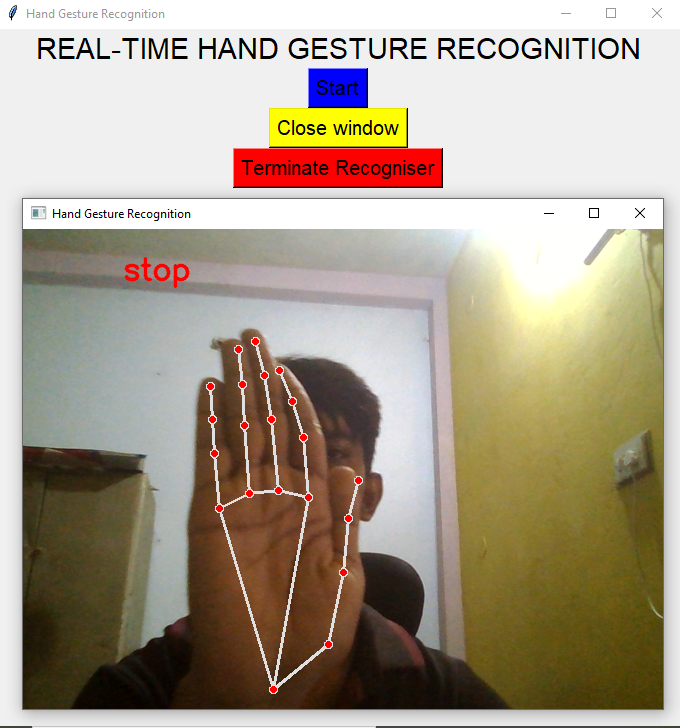 Hand Gesture Recognition
REAL-TIME HAND GESTURE RECOGNITION
Start
Close window
Terminate Recogniser
Hand Gesture Recognition
stop